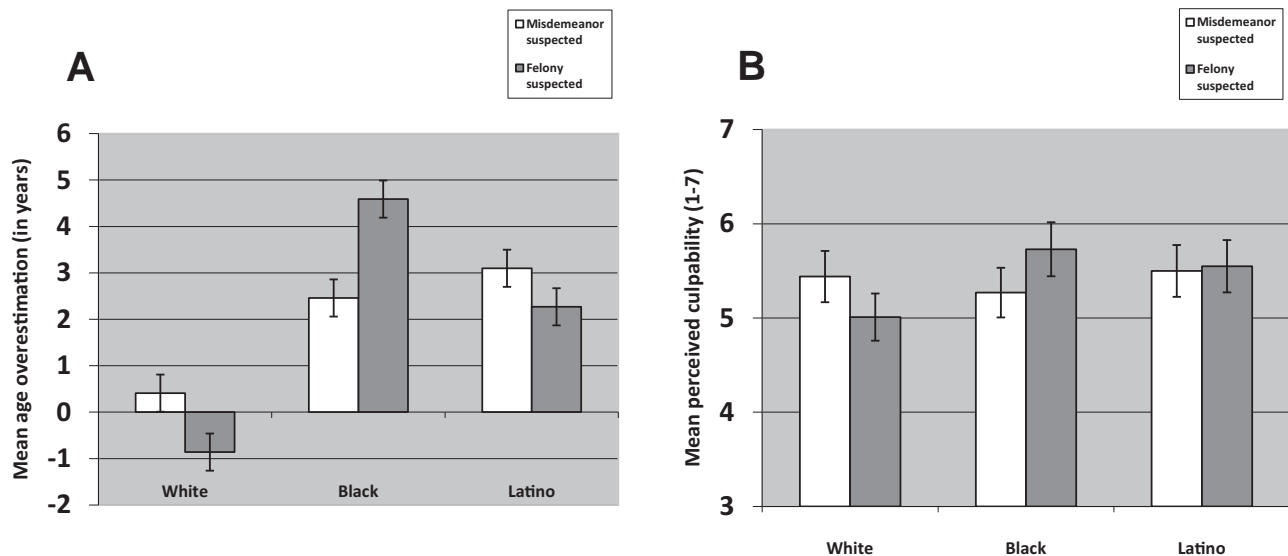 A
Misdemeanor
suspected
Felony
suspected
Mean age overestimation (in years)
6
5
4
3
2
1
0
-1
-2
White
Black
Latino
B
Misdemeanor
suspected
Felony
suspected
Mean perceived culpability (1-7)
7
6
5
4
3
White
Black
Latino